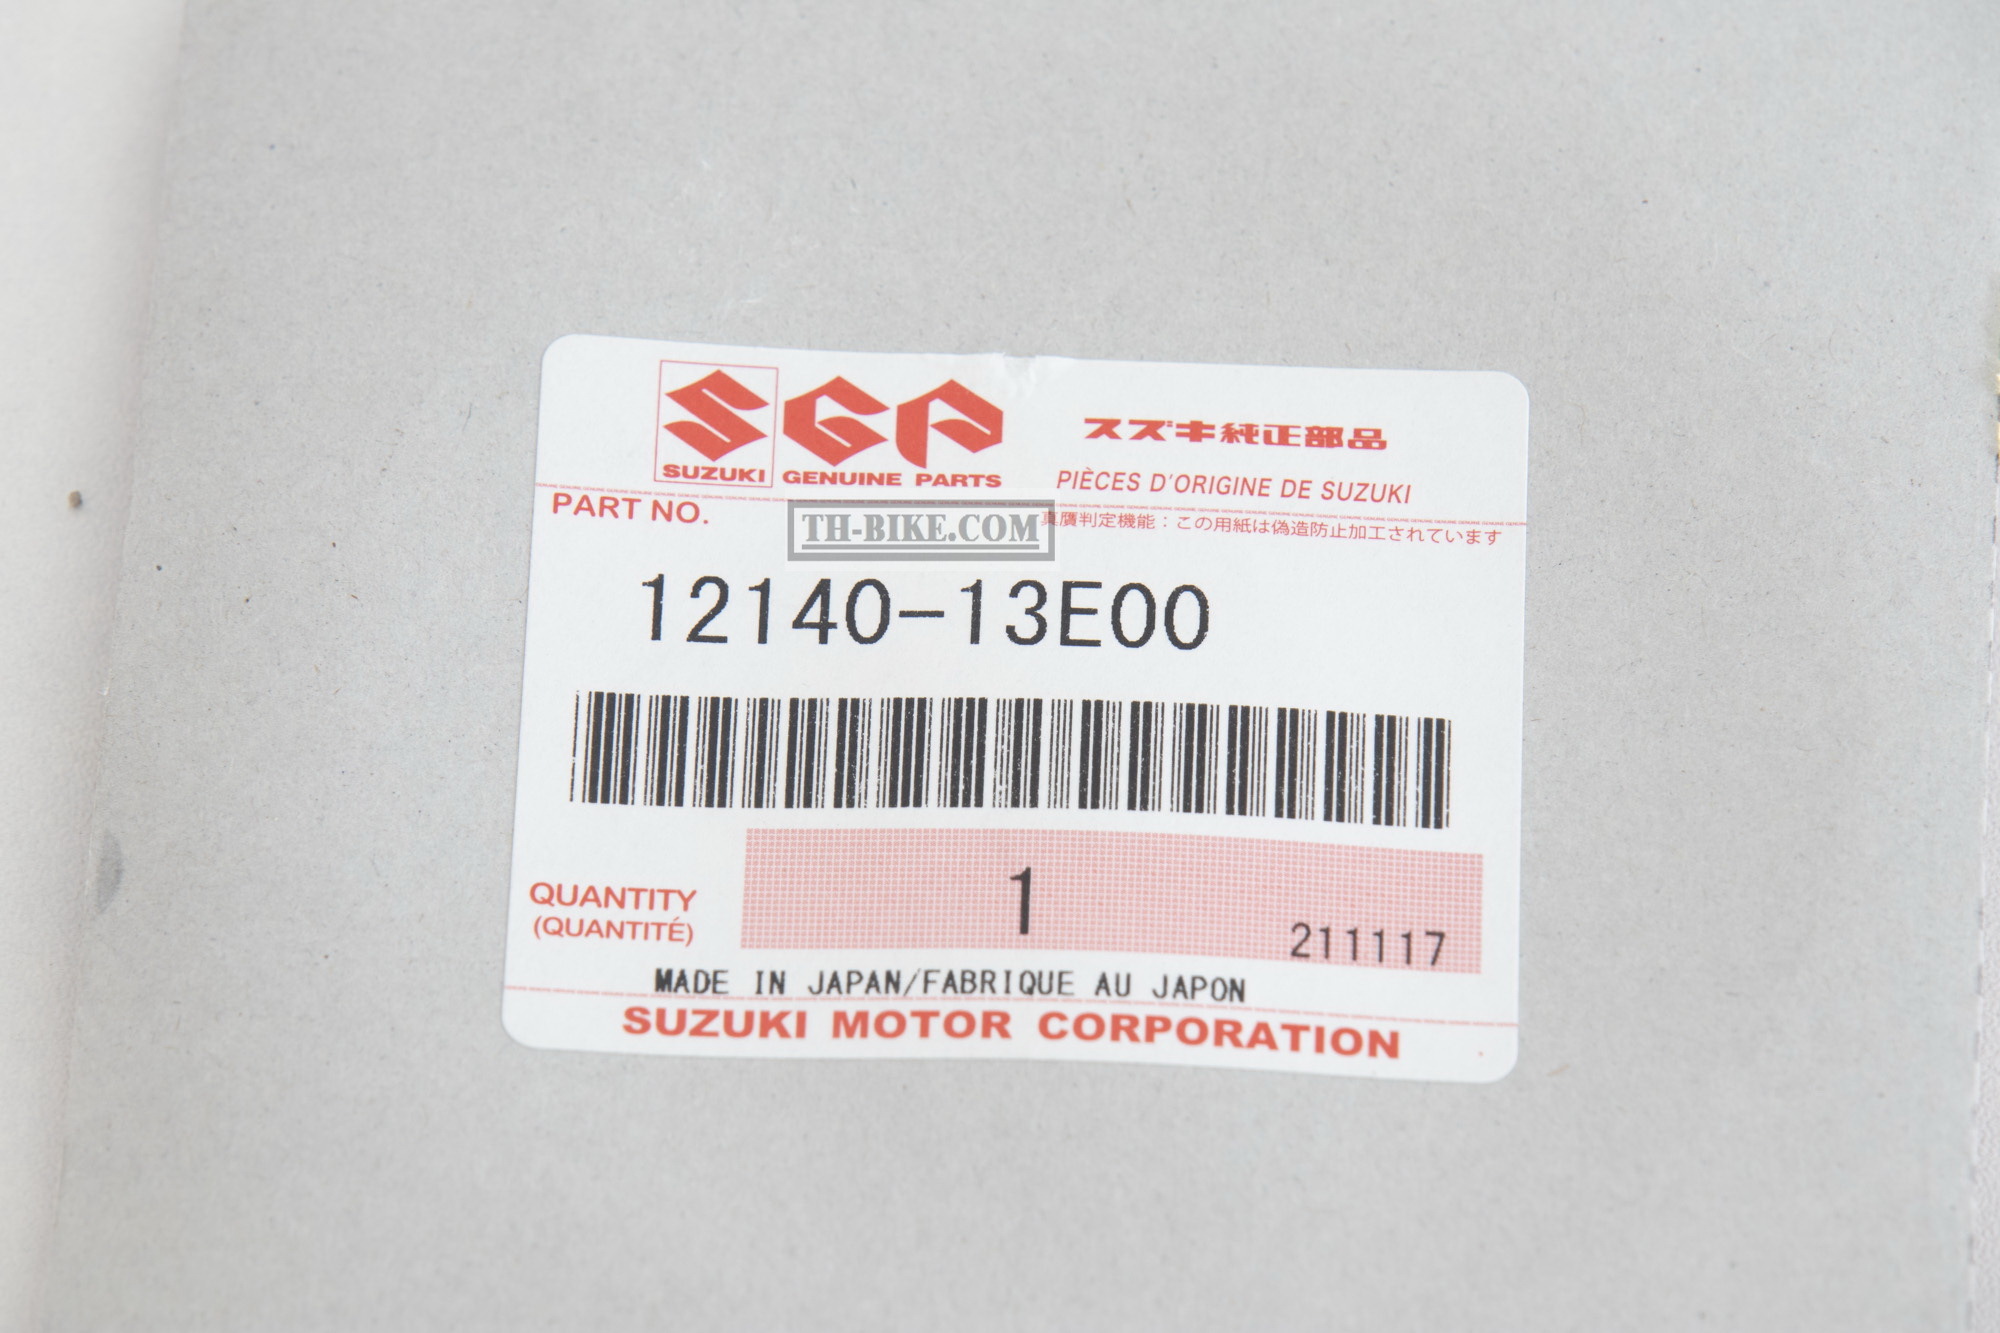 SGP
SUZUKI GENUINE PARTS
スズキ純正部品
PIÈCES D'ORIGINE DE SUZUKI
PART NO.
TH-BIKE.COM
真贋判定機能：この用紙は偽造防止加工されています
12140-13E00
QUANTITY
(QUANTITÉ)
1
211117
MADE IN JAPAN/FABRIQUE AU JAPON
SUZUKI MOTOR CORPORATION